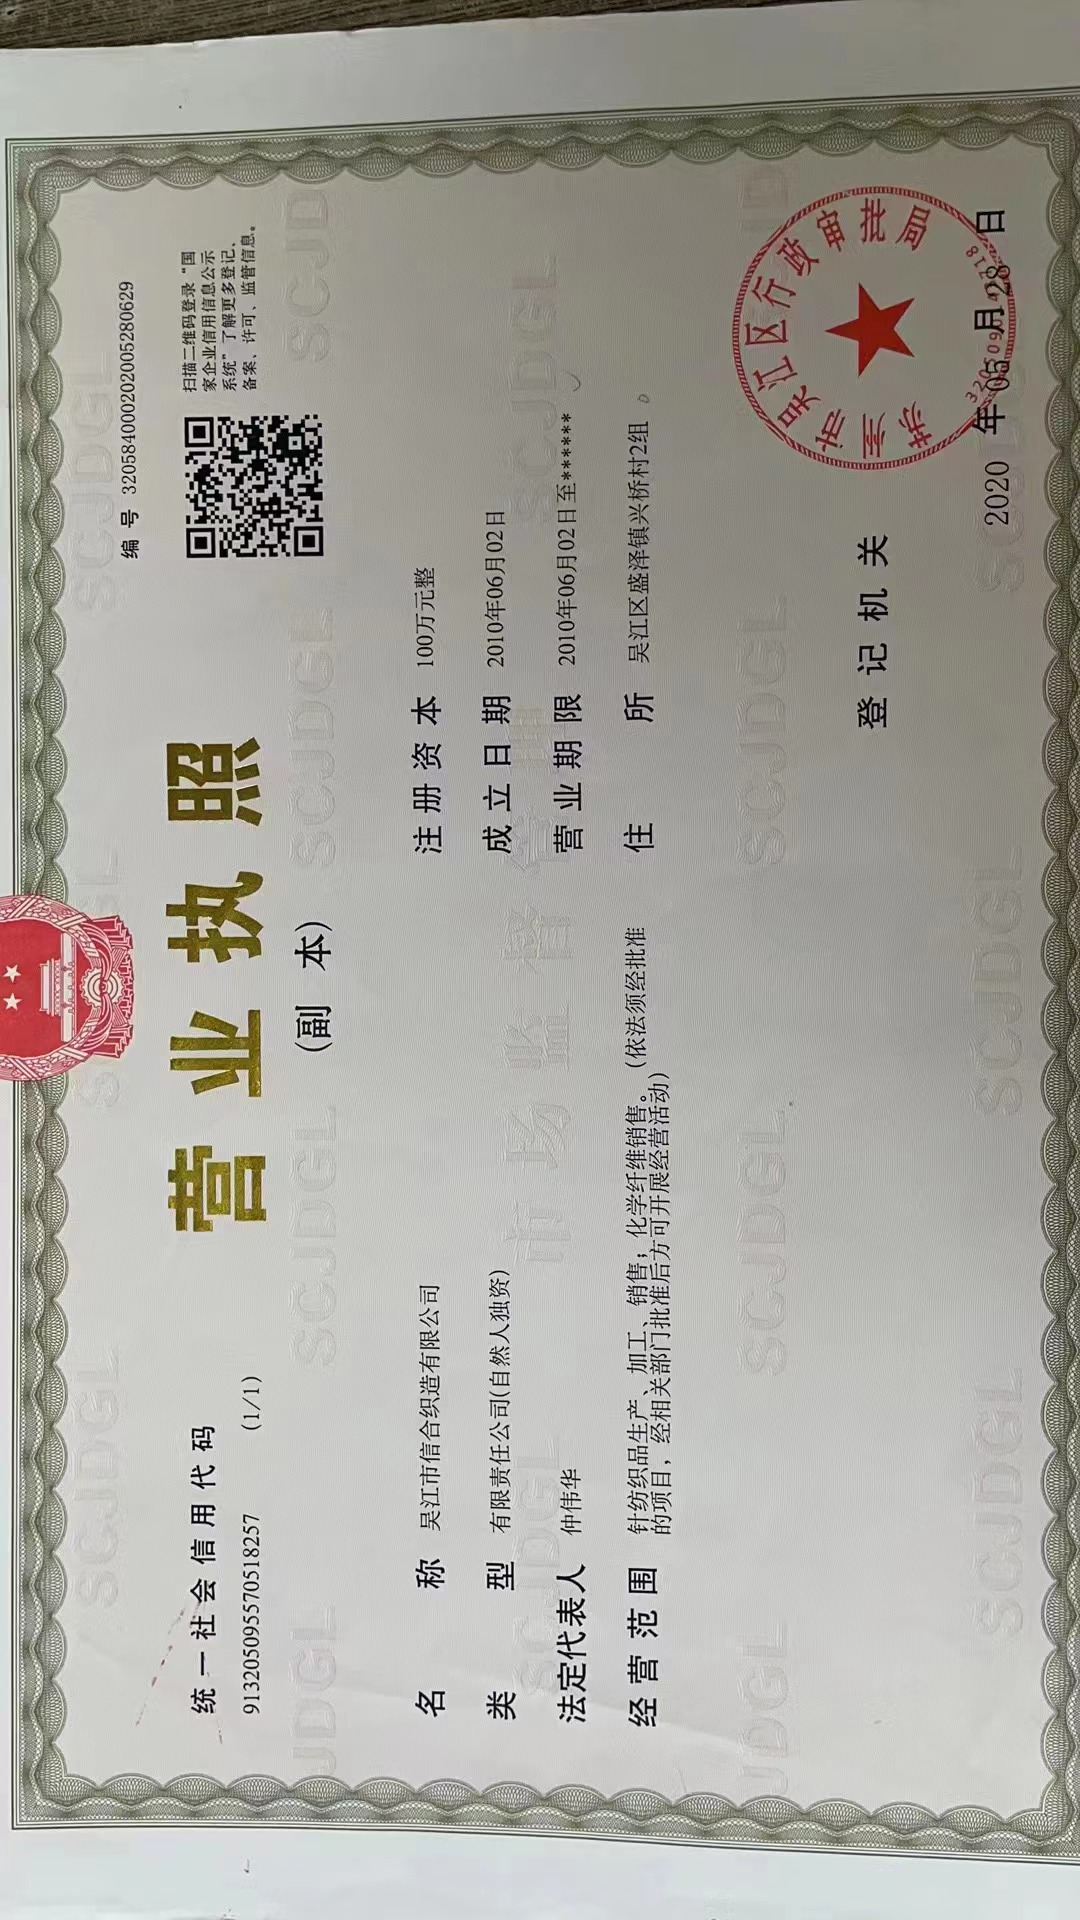 编 号 320584000202005280629
统一社会信用代码
91320509557051825​7 (1/1)
营业执照
(副 本)
扫描二维码登录“国
家企业信用信息公示
系统”了解更多登记、
备案、许可、监管信息。
名 称 吴江市信合织造有限公司
类 型 有限责任公司(自然人独资)
法定代表人 仲伟华
经营范围 针纺织品生产、加工、销售；化学纤维销售。（依法须经批准
的项目，经相关部门批准后方可开展经营活动）
注册资本 100万元整
成立日期 2010年06月02日
营业期限 2010年06月02日至******
住 所 吴江区盛泽镇兴桥村2组
登记机关
苏州市吴江区行政审批局
2020 年 05 月 28 日
市场监督管理
SCJDGL